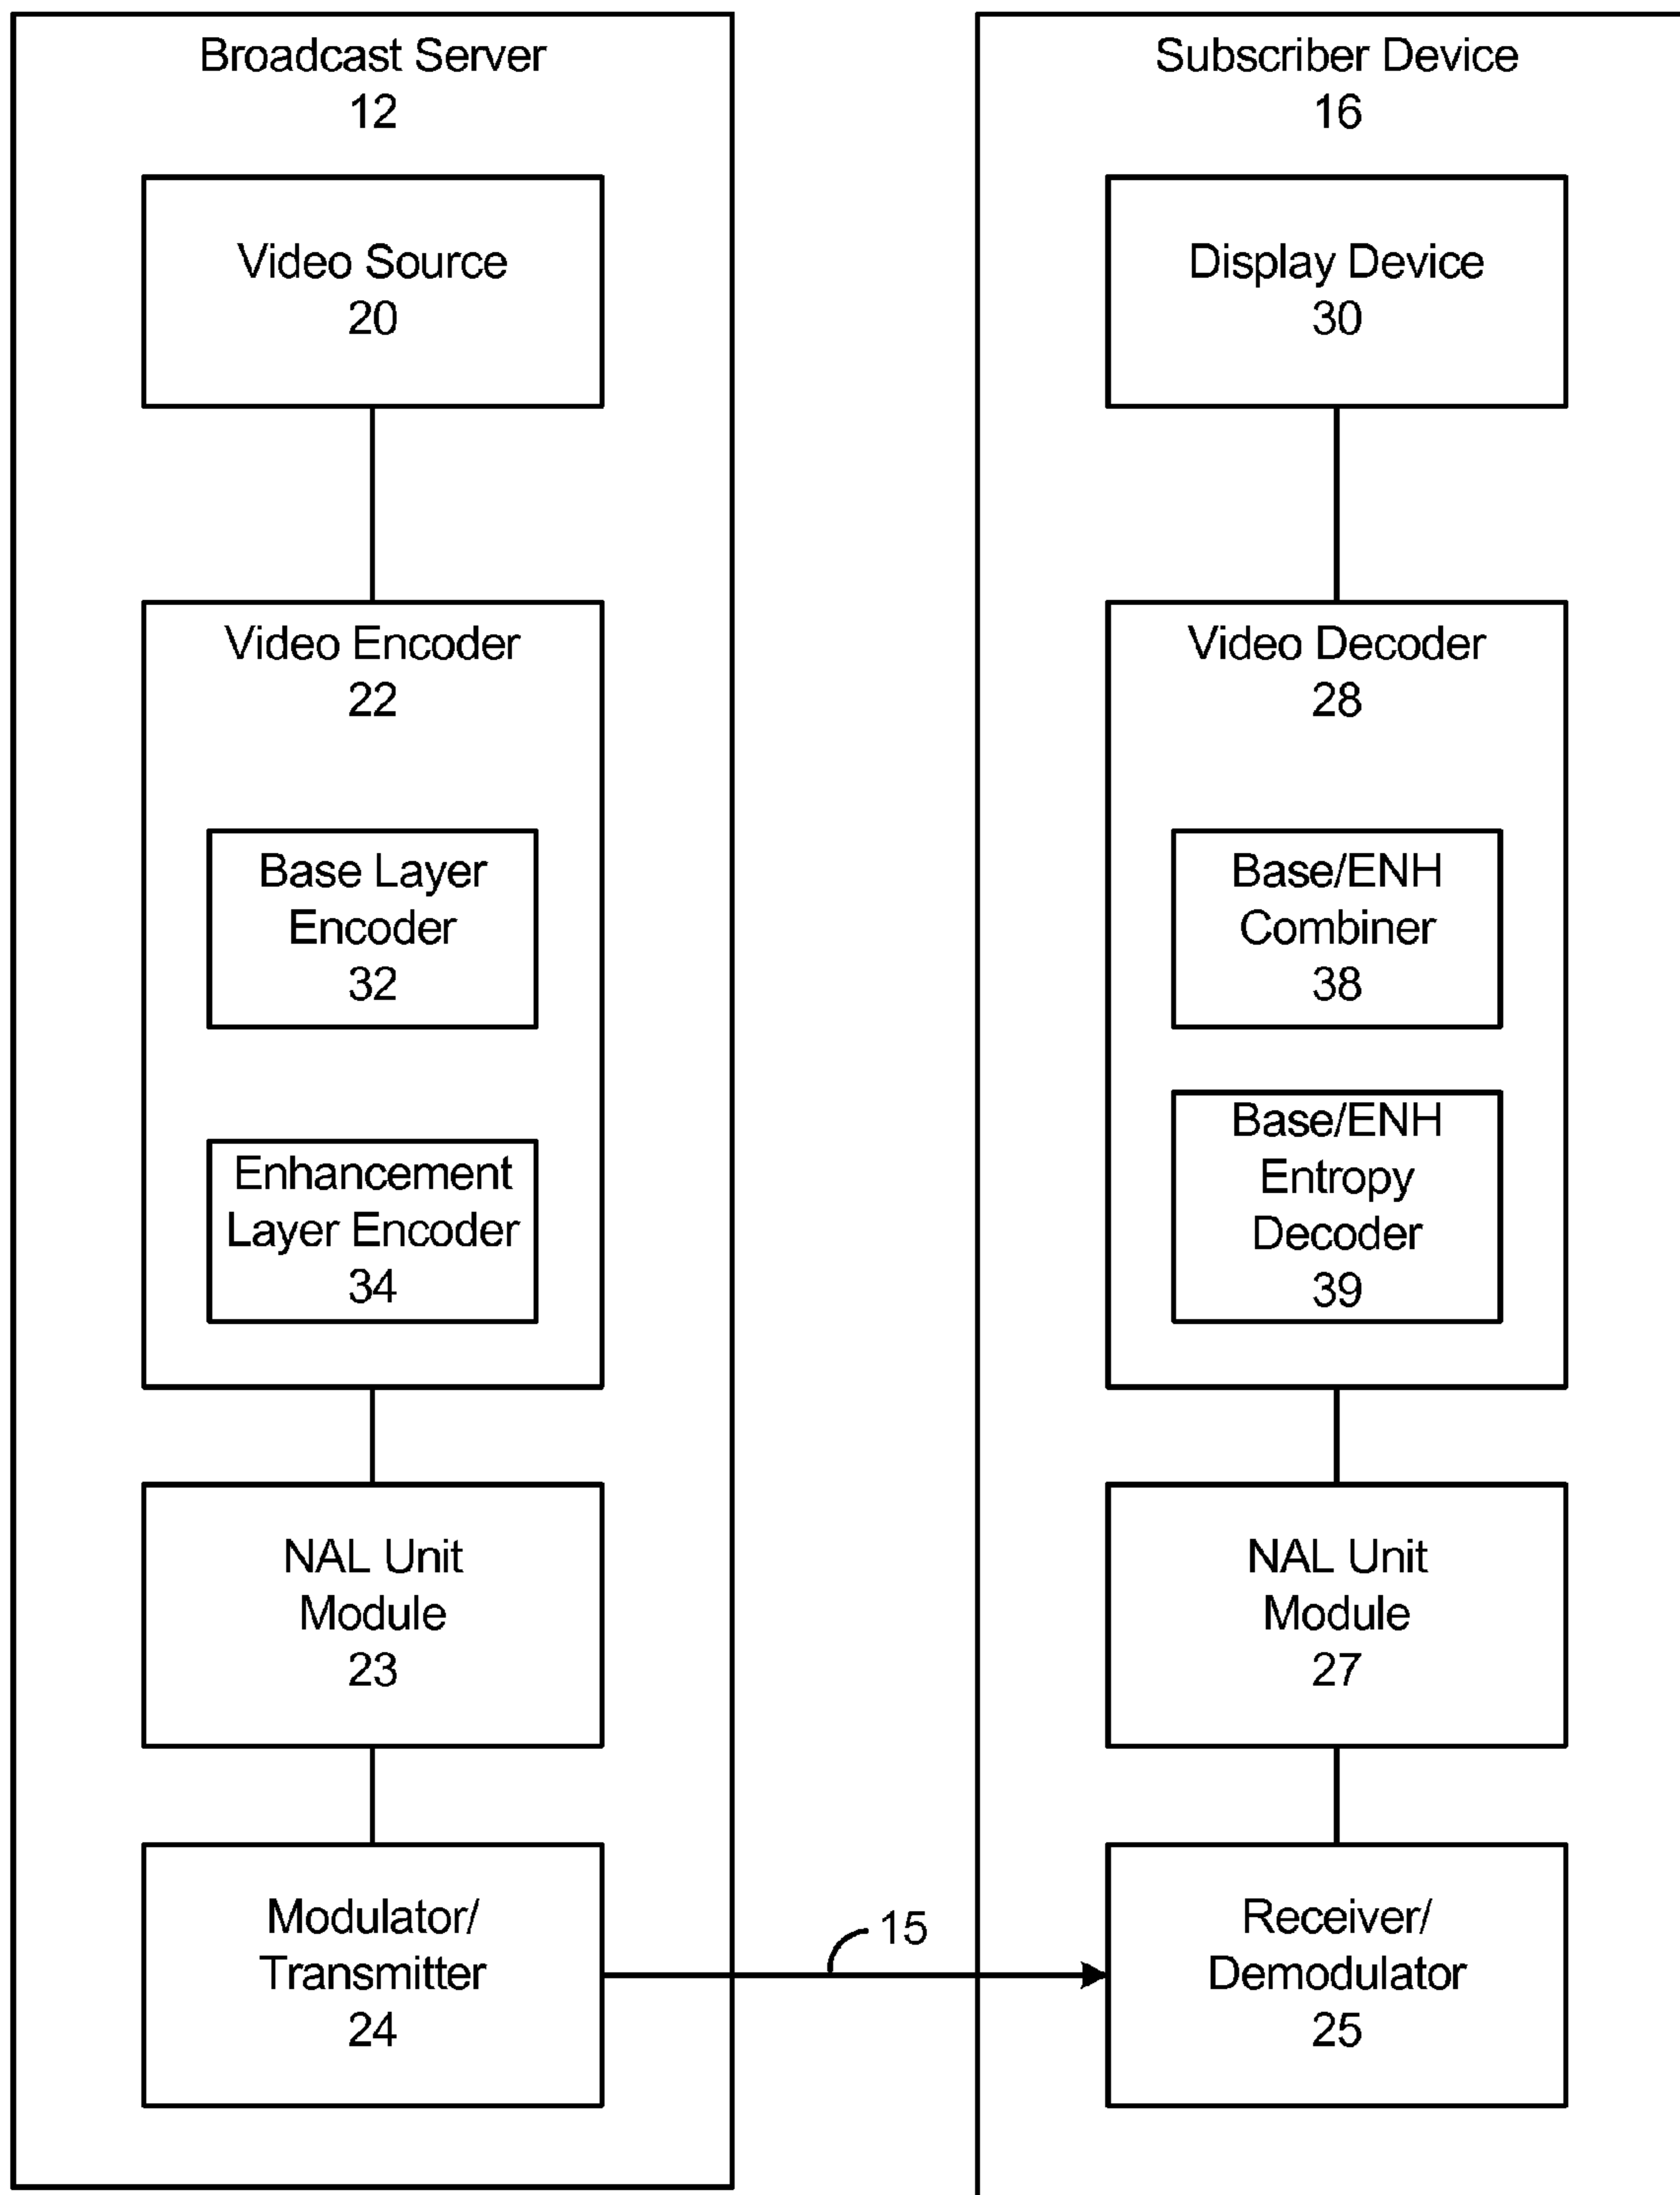 Broadcast Server
12
Video Source
20
Video Encoder
22
Base Layer
Encoder
32
Enhancement
Layer Encoder
34
NAL Unit
Module
23
Modulator/
Transmitter
24
15
Subscriber Device
16
Display Device
30
Video Decoder
28
Base/ENH
Combiner
38
Base/ENH
Entropy
Decoder
39
NAL Unit
Module
27
Receiver/
Demodulator
25